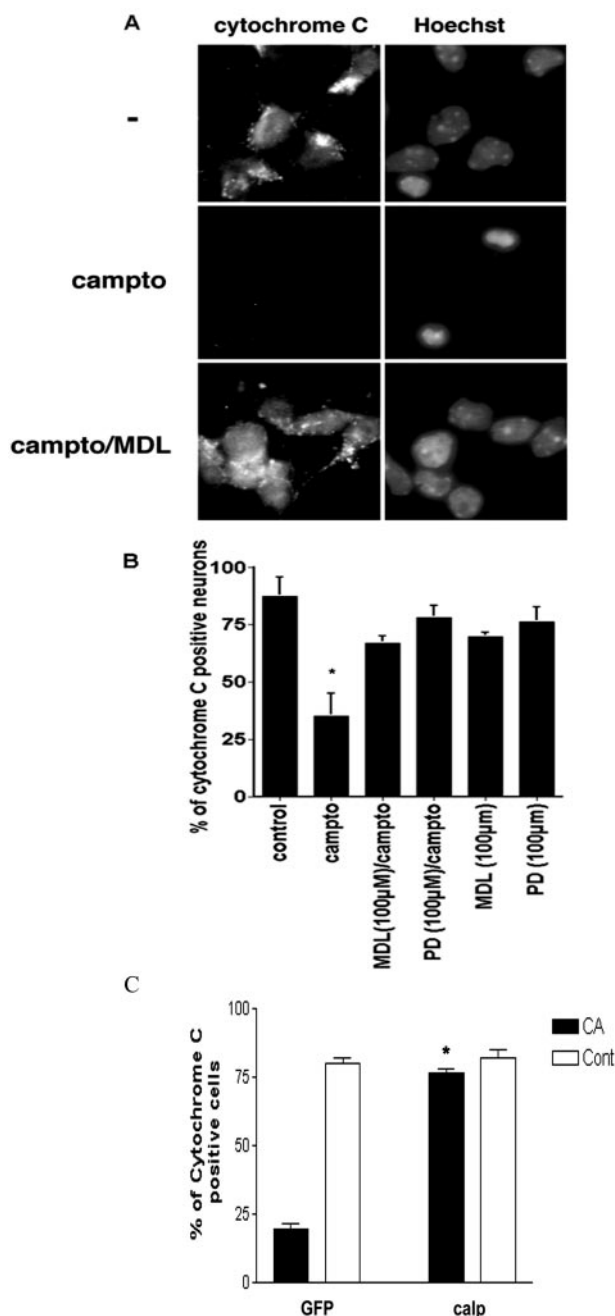 A
cytochrome C Hoechst
-
campto
campto/MDL
B
% of cytochrome C positive neurons
100
75
50
25
0
*
control
campto
MDL(100µM)/campto
PD (100µM)/campto
MDL (100µm)
PD (100µm)
C
% of Cytochrome C
positive cells
100
75
50
25
0
*
CA
Cont
GFP calp